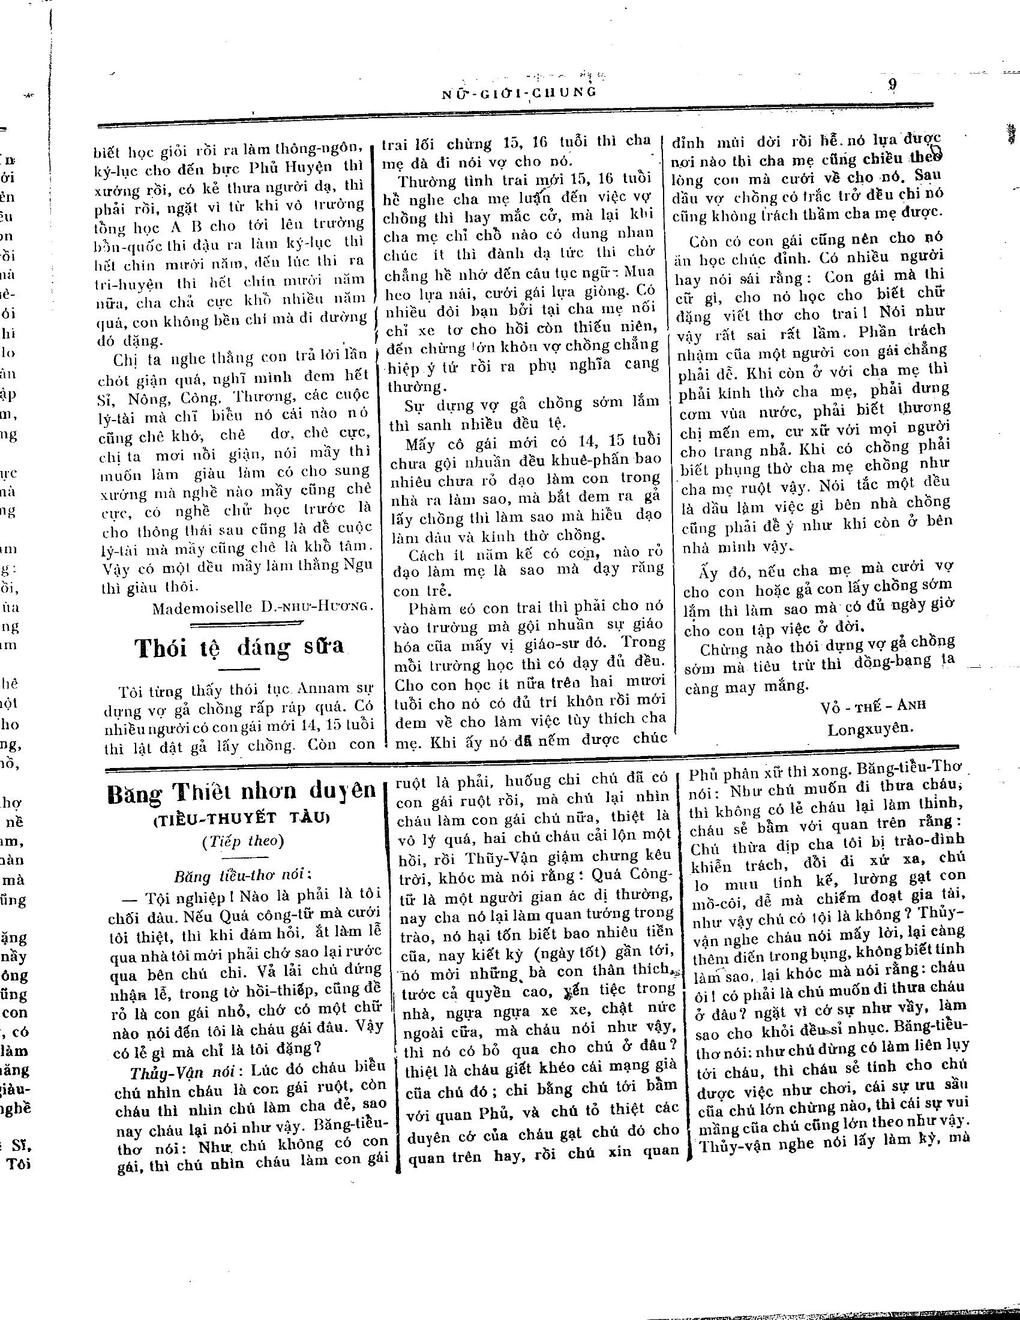 NỮ-GIỚI-CHUNG
9
biết học giỏi rồi ra làm thông-ngôn,
ký-lục cho đến bực Phủ Huyện thì
xướng rồi, có kẻ thưa người dạ, thì
phải rồi, ngặt vì từ khi vô trường
tổng học A B cho tới lên trường
bổn-quốc thi đậu ra làm ký-lục thì
hết chín mười năm, đến lúc thi ra
tri-huyện thì hết chín mười năm
nữa, cha chả cực khổ nhiều năm
quá, con không bền chí mà đi đường
đó đặng.
Chị ta nghe thằng con trả lời lần
chót giận quá, nghĩ mình đem hết
Sĩ, Nông, Công, Thương, các cuộc
lý-tài mà chỉ biểu nó cái nào nó
cũng chê khó, chê dơ, chê cực,
chị ta mơi nổi giận, nói mầy thì
muốn làm giàu làm có cho sung
xướng mà nghề nào mầy cũng chê
cực, có nghề chữ học trước là
cho thông thái sau cũng là để cuộc
lý-tài mà mầy cũng chê là khổ tâm.
Vậy có một đều mầy làm thằng Ngu
thì giàu thôi.
Mademoiselle D.-NHƯ-HƯƠNG.
Thói tệ đáng sữa
Tôi từng thấy thói tục Annam sự
dựng vợ gả chồng rấp ráp quá. Có
nhiều người có con gái mới 14, 15 tuổi
thì lật đật gả lấy chồng. Còn con
trai lối chừng 15, 16 tuổi thì cha
mẹ đà đi nói vợ cho nó.
Thường tình trai mới 15, 16 tuổi
hễ nghe cha mẹ luận đến việc vợ
chồng thì hay mắc cở, mà lại khi
cha mẹ chỉ chỗ nào có dung nhan
chúc ít thì đành dạ tức thì chớ
chẳng hề nhớ đến câu tục ngữ: Mua
heo lựa nái, cưới gái lựa giòng. Có
nhiều đôi bạn bởi tại cha mẹ nối
chỉ xe tơ cho hồi còn thiếu niên,
đến chừng lớn khôn vợ chồng chẳng
hiệp ý từ rồi ra phụ nghĩa cang
thường.
Sự dựng vợ gả chồng sớm lắm
thì sanh nhiều đều tệ.
Mấy cô gái mới có 14, 15 tuổi
chưa gội nhuần đều khuê-phấn bao
nhiêu chưa rỏ đạo làm con trong
nhà ra làm sao, mà bắt đem ra gả
lấy chồng thì làm sao mà hiểu đạo
làm dâu và kính thờ chồng.
Cách ít năm kế có con, nào rỏ
đạo làm mẹ là sao mà dạy răng
con trẻ.
Phàm có con trai thì phải cho nó
vào trường mà gội nhuần sự giáo
hóa của mấy vị giáo-sư đó. Trong
mỗi trường học thì có dạy đủ đều.
Cho con học ít nữa trên hai mươi
tuổi cho nó có đủ trí khôn rồi mới
đem về cho làm việc tùy thích cha
mẹ. Khi ấy nó đã nếm được chúc
đỉnh mùi đời rồi hễ nó lựa được
nơi nào thì cha mẹ cũng chiều theo
lòng con mà cưới về cho nó. Sau
dầu vợ chồng có trắc trở đều chi nó
cũng không trách thầm cha mẹ được.
Còn có con gái cũng nên cho nó
ăn học chúc đỉnh. Có nhiều người
hay nói sái rằng: Con gái mà thi
cữ gì, cho nó học cho biết chữ
đặng viết thơ cho trai! Nói như
vậy rất sai rất lầm. Phần trách
nhậm của một người con gái chẳng
phải dễ. Khi còn ở với cha mẹ thì
phải kính thờ cha mẹ, phải dưng
cơm vùa nước, phải biết thương
chị mến em, cư xữ với mọi người
cho trang nhã. Khi có chồng phải
biết phụng thờ cha mẹ chồng như
cha mẹ ruột vậy. Nói tắc một đều
là dầu làm việc gì bên nhà chồng
cũng phải để ý như khi còn ở bên
nhà mình vậy.
Ấy đó, nếu cha mẹ mà cưới vợ
cho con hoặc gả con lấy chồng sớm
lắm thì làm sao mà có đủ ngày giờ
cho con tập việc ở đời.
Chừng nào thói dựng vợ gả chồng
sớm mà tiêu trừ thì đồng-bang ta
càng may mắng.
VỎ-THẾ-ANH
Longxuyên.
Băng Thiết nhơn duyên
(TIỂU-THUYẾT TÀU)
(Tiếp theo)
Băng tiểu-thơ nói:
— Tội nghiệp! Nào là phải là tôi
chối đâu. Nếu Quá công-tử mà cưới
tôi thiệt, thì khi đám hỏi, ắt làm lễ
qua nhà tôi mới phải chớ sao lại rước
qua bên chú chi. Vả lãi chú đứng
nhận lễ, trong tờ hồi-thiếp, cũng đề
rỏ là con gái nhỏ, chớ có một chữ
nào nói đến tôi là cháu gái đâu. Vậy
có lẽ gì mà chỉ là tôi đặng?
Thủy-Vận nói: Lúc đó cháu biểu
chú nhìn cháu là con gái ruột, còn
cháu thì nhìn chú làm cha đẻ, sao
nay cháu lại nói như vậy. Băng-tiểu-
thơ nói: Như chú không có con
gái, thì chú nhìn cháu làm con gái
ruột là phải, huống chi chú đã có
con gái ruột rồi, mà chú lại nhìn
cháu làm con gái chú nữa, thiệt là
vô lý quá, hai chú cháu cải lộn một
hồi, rồi Thũy-Vận giậm chưng kêu
trời, khóc mà nói rằng: Quá Công-
tử là một người gian ác dị thường,
nay cha nó lại làm quan tướng trong
trào, nó hại tốn biết bao nhiêu tiền
của, nay kiết kỳ (ngày tốt) gần tới,
nó mời những bà con thân thích,
tước cả quyền cao, yến tiệc trong
nhà, ngựa ngựa xe xe, chật nức
ngoài cữa, mà cháu nói như vậy,
thì nó có bỏ qua cho chú ở đâu?
thiệt là cháu giết khéo cái mạng già
của chú đó; chi bằng chú tới bẩm
với quan Phủ, và chú tỏ thiệt các
duyên cớ của cháu gạt chú đó cho
quan trên hay, rồi chú xin quan
Phủ phân xữ thì xong. Băng-tiểu-Thơ
nói: Như chú muốn đi thưa cháu,
thì không có lẽ cháu lại làm thinh,
cháu sẻ bẩm với quan trên rằng:
Chú thừa dịp cha tôi bị trào-đình
khiễn trách, đổi đi xứ xa, chú
lo mưu tính kế, lường gạt con
mồ-côi, để mà chiếm đoạt gia tài,
như vậy chú có tội là không? Thủy-
vận nghe cháu nói mấy lời, lại càng
thêm điến trong bụng, không biết tính
làm sao, lại khóc mà nói rằng: cháu
ôi! có phải là chú muốn đi thưa cháu
ở đâu? ngặt vì cớ sự như vầy, làm
sao cho khỏi đều sỉ nhục. Băng-tiểu-
thơ nói: như chú đừng có làm liên lụy
tới cháu, thì cháu sẻ tính cho chú
được việc như chơi, cái sự ưu sầu
của chú lớn chừng nào, thì cái sự vui
mầng của chú cũng lớn theo như vậy.
Thủy-vận nghe nói lấy làm kỳ, mà